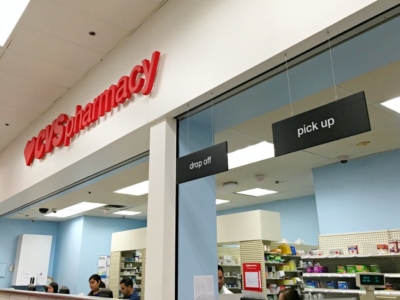 CVS pharmacy
drop off
pick up